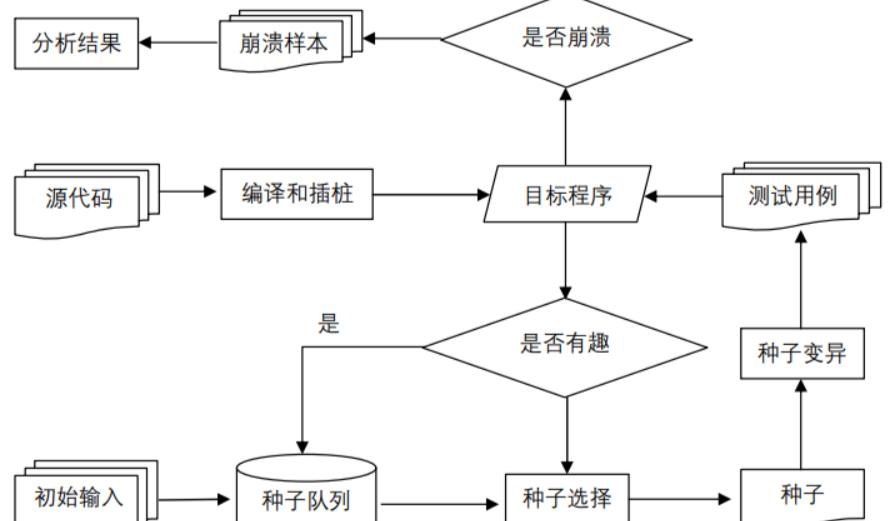 分析结果
崩溃样本
是否崩溃
源代码
编译和插桩
目标程序
测试用例
是
是否有趣
种子变异
初始输入
种子队列
种子选择
种子